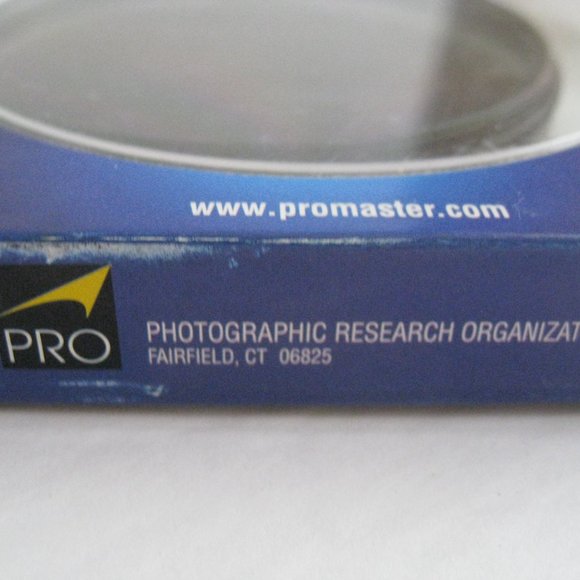 www.promaster.com
PRO
PHOTOGRAPHIC RESEARCH ORGANIZAT
FAIRFIELD, CT 06825